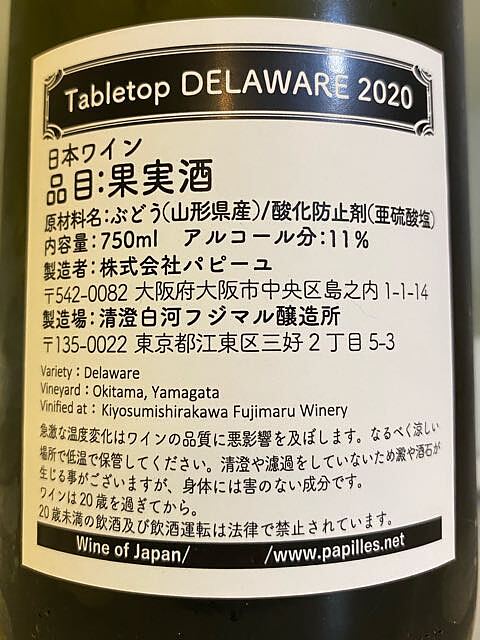 Tabletop DELAWARE 2020
日本ワイン
品目:果実酒
原材料名:ぶどう(山形県産)/酸化防止剤(亜硫酸塩)
内容量:750ml アルコール分:11%
製造者:株式会社パピーユ
〒542-0082 大阪府大阪市中央区島之内1-1-14
製造場:清澄白河フジマル醸造所
〒135-0022 東京都江東区三好2丁目5-3
Variety:Delaware
Vineyard:Okitama, Yamagata
Vinified at:Kiyosumishirakawa Fujimaru Winery
急激な温度変化はワインの品質に悪影響を及ぼします。なるべく涼しい
場所で低温で保管してください。清澄や濾過をしていないため澱や酒石が
生じる事がございますが、身体には害のない成分です。
ワインは20歳を過ぎてから。
20歳未満の飲酒及び飲酒運転は法律で禁止されています。
Wine of Japan/ /www.papilles.net